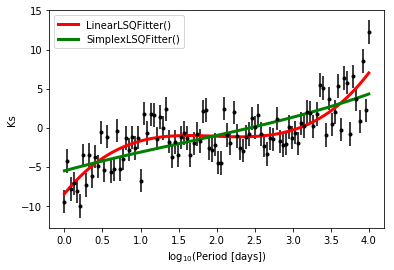 LinearLSQFitter()
SimplexLSQFitter()
15
10
5
0
−5
−10
Ks
0.0 0.5 1.0 1.5 2.0 2.5 3.0 3.5 4.0
log₁₀(Period [days])